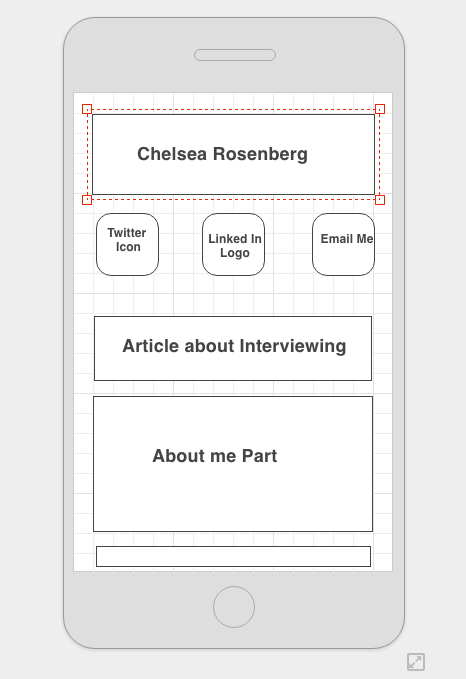 Chelsea Rosenberg
Twitter
Icon
Linked In
Logo
Email Me
Article about Interviewing
About me Part